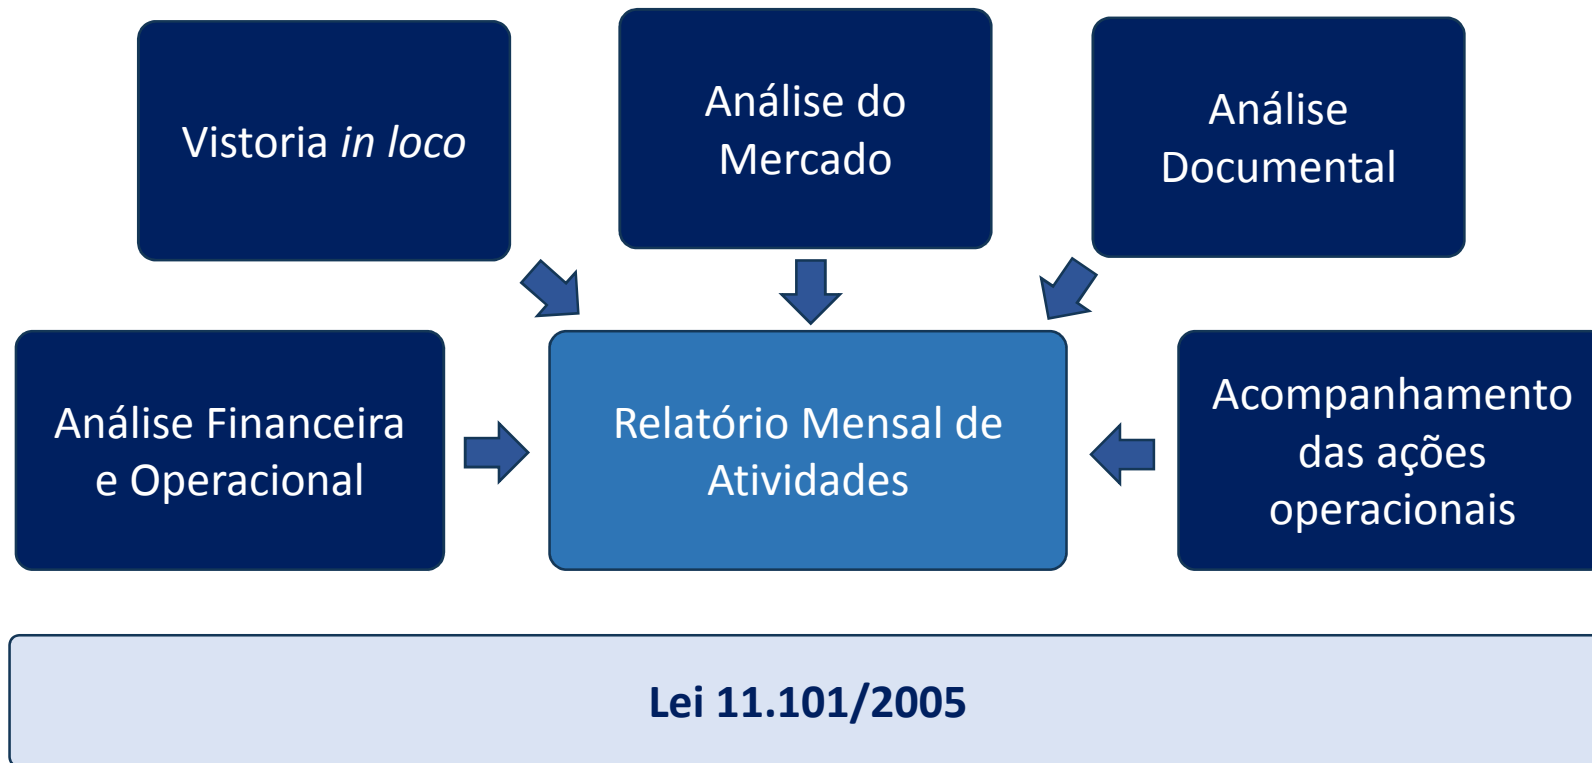 Vistoria in loco
Análise do
Mercado
Análise
Documental
Análise Financeira
e Operacional
Relatório Mensal de
Atividades
Acompanhamento
das ações
operacionais
Lei 11.101/2005